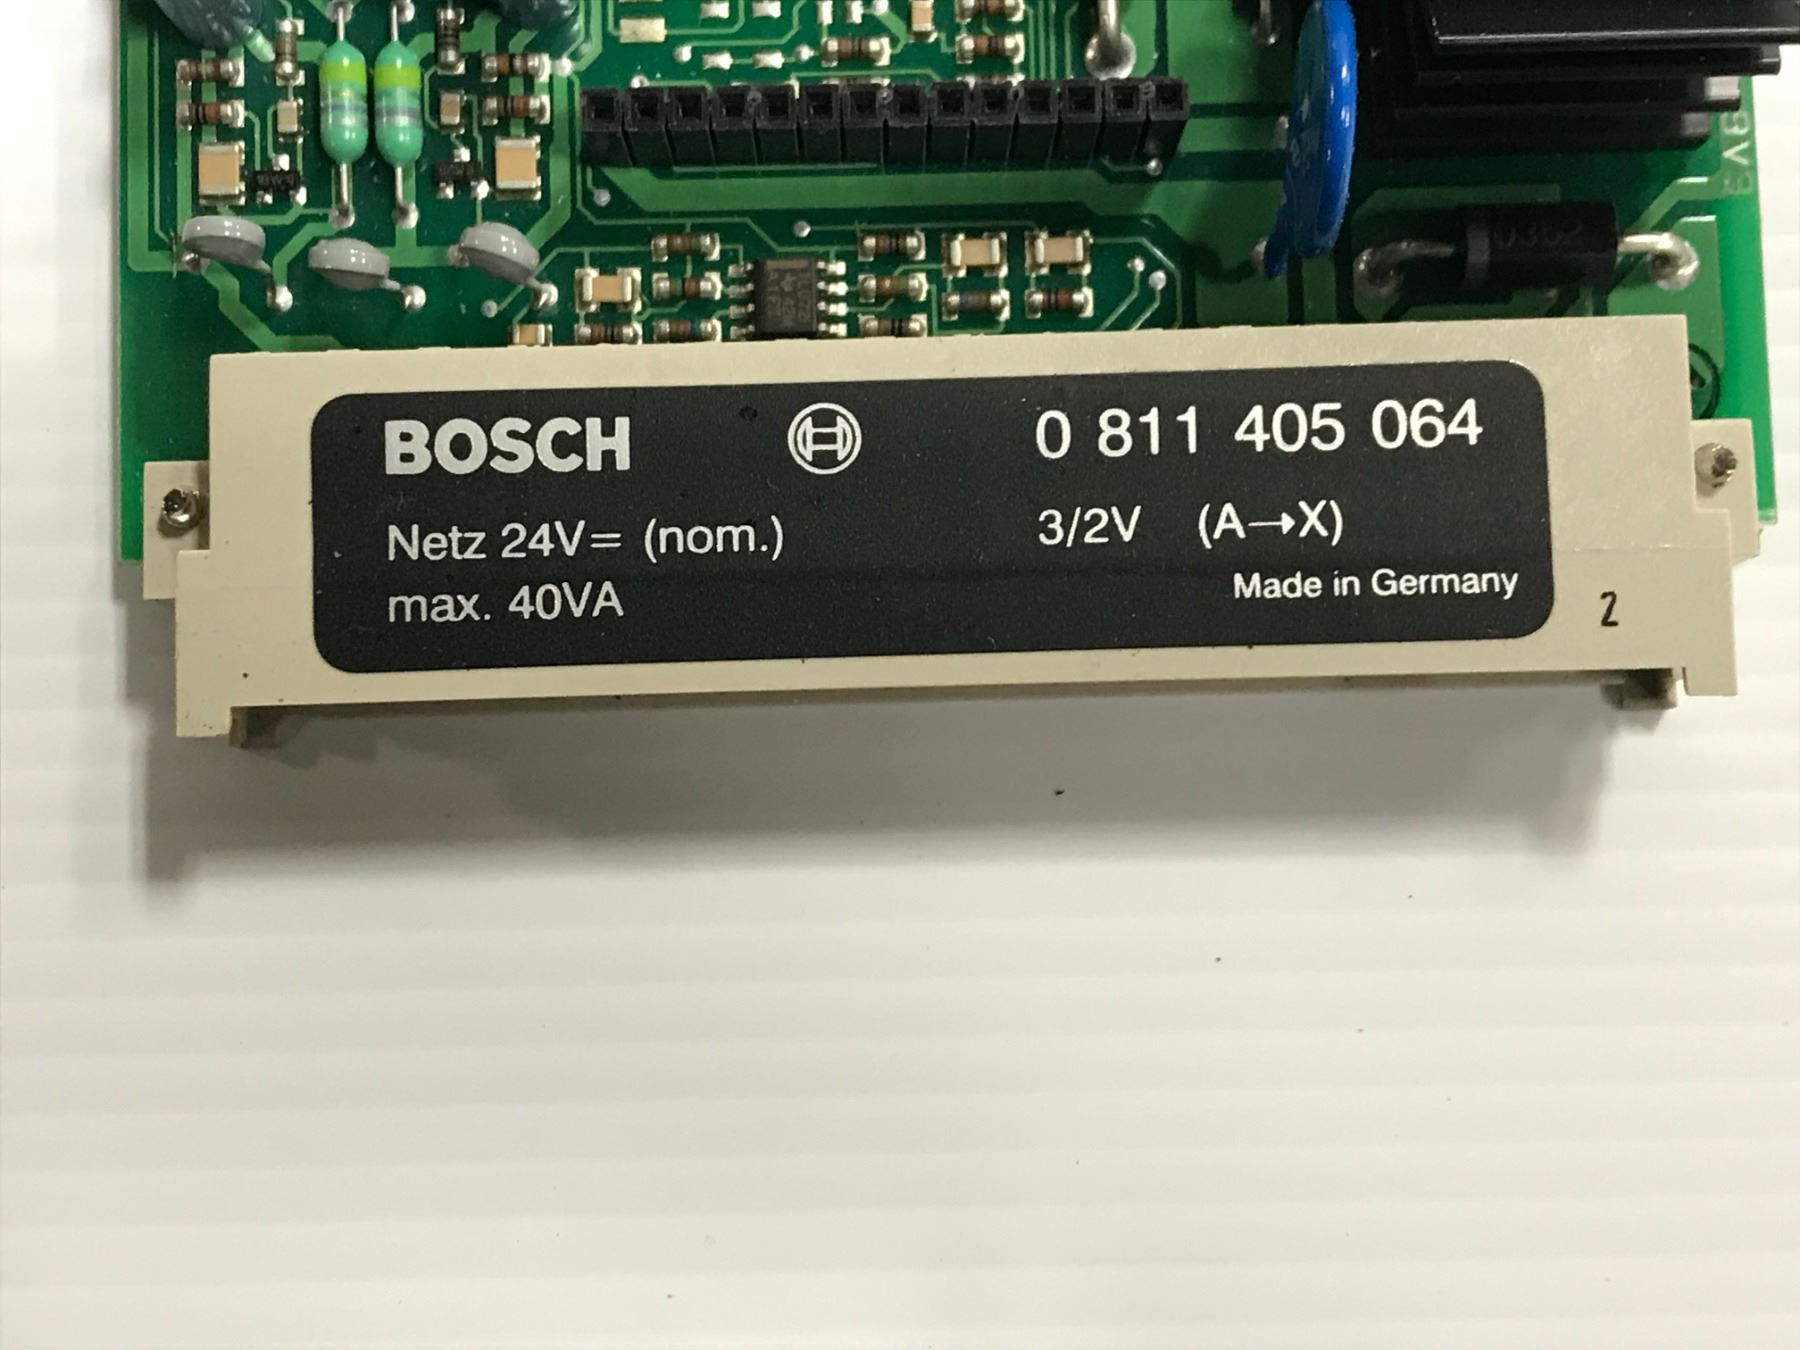 BOSCH 0 811 405 064
Netz 24V= (nom.) 3/2V (A→X)
max. 40VA Made in Germany
2